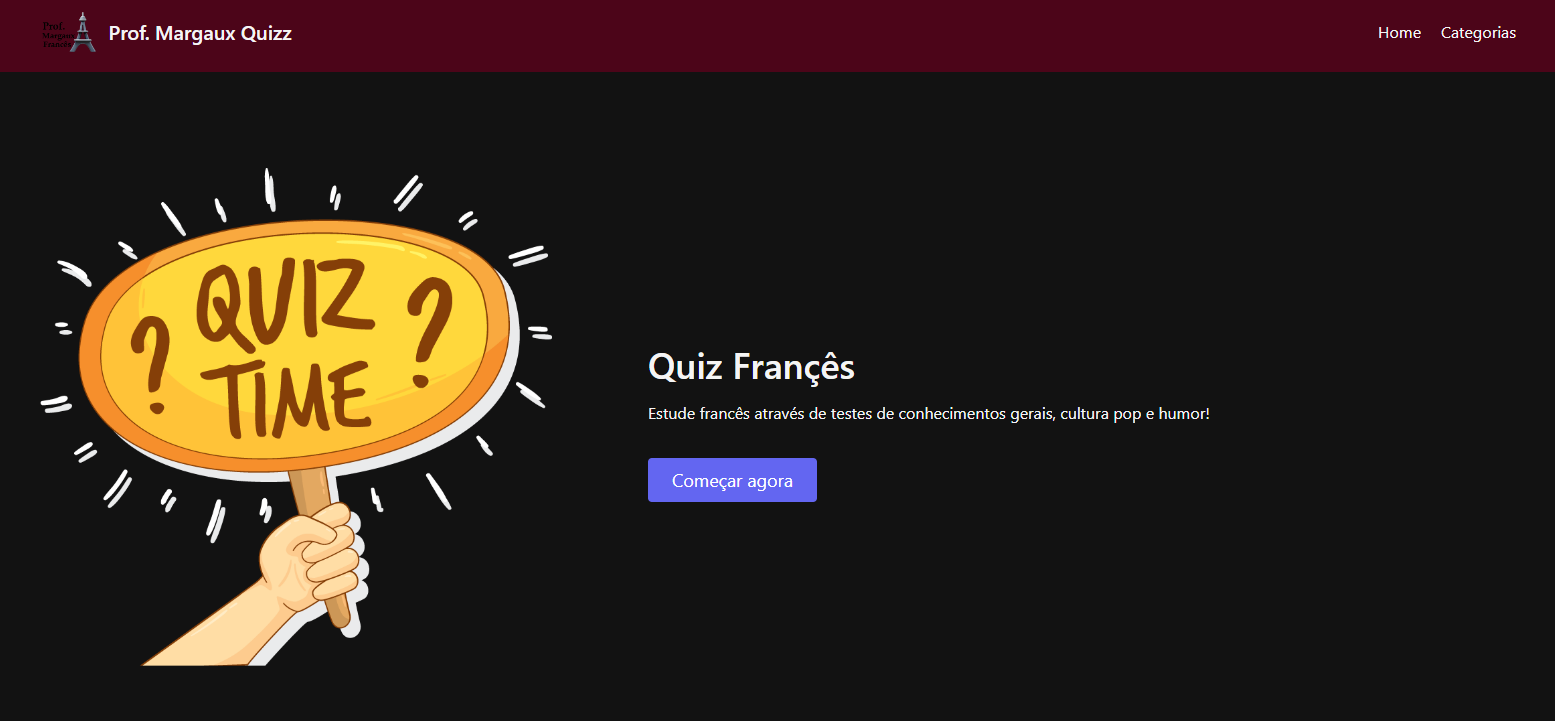 Prof.
Margaux
Francês
Prof. Margaux Quizz
Home
Categorias
QUIZ
TIME
? ?
Quiz Françês
Estude francês através de testes de conhecimentos gerais, cultura pop e humor!
Começar agora